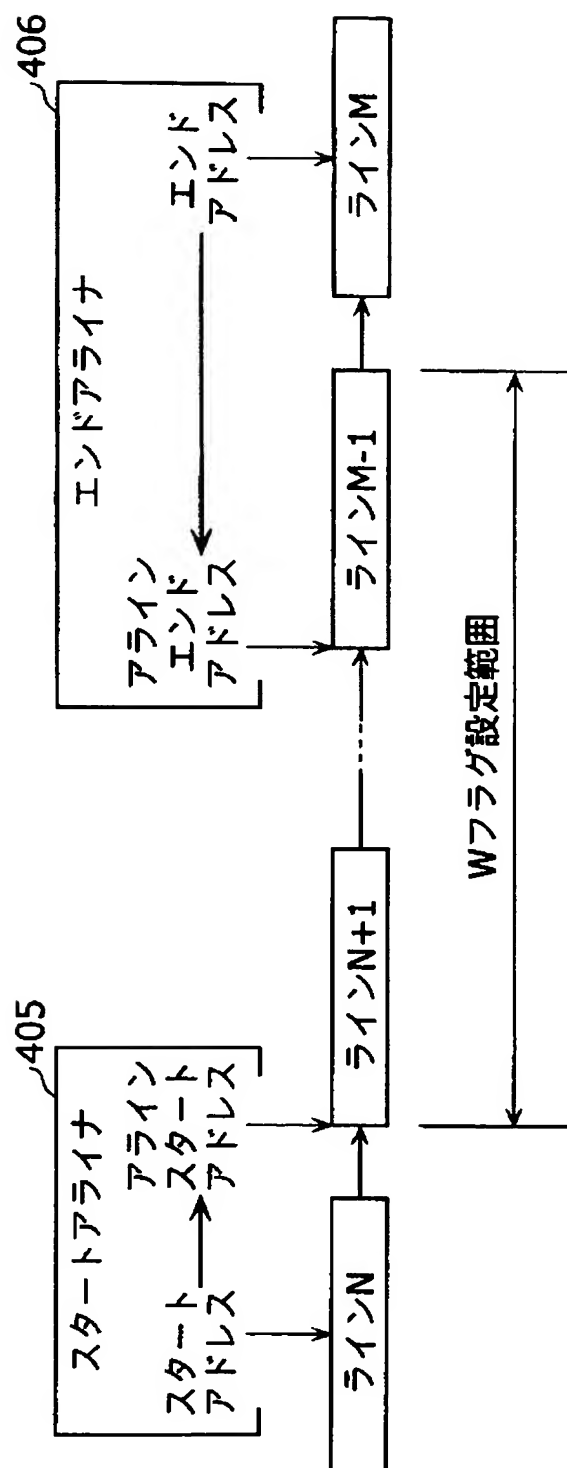 405
スタートアライナ
スタート
アドレス
アライン
スタート
アドレス
406
エンドアライナ
アライン
エンド
アドレス
エンド
アドレス
ラインN
ラインN+1
ラインM-1
ラインM
Wフラグ設定範囲